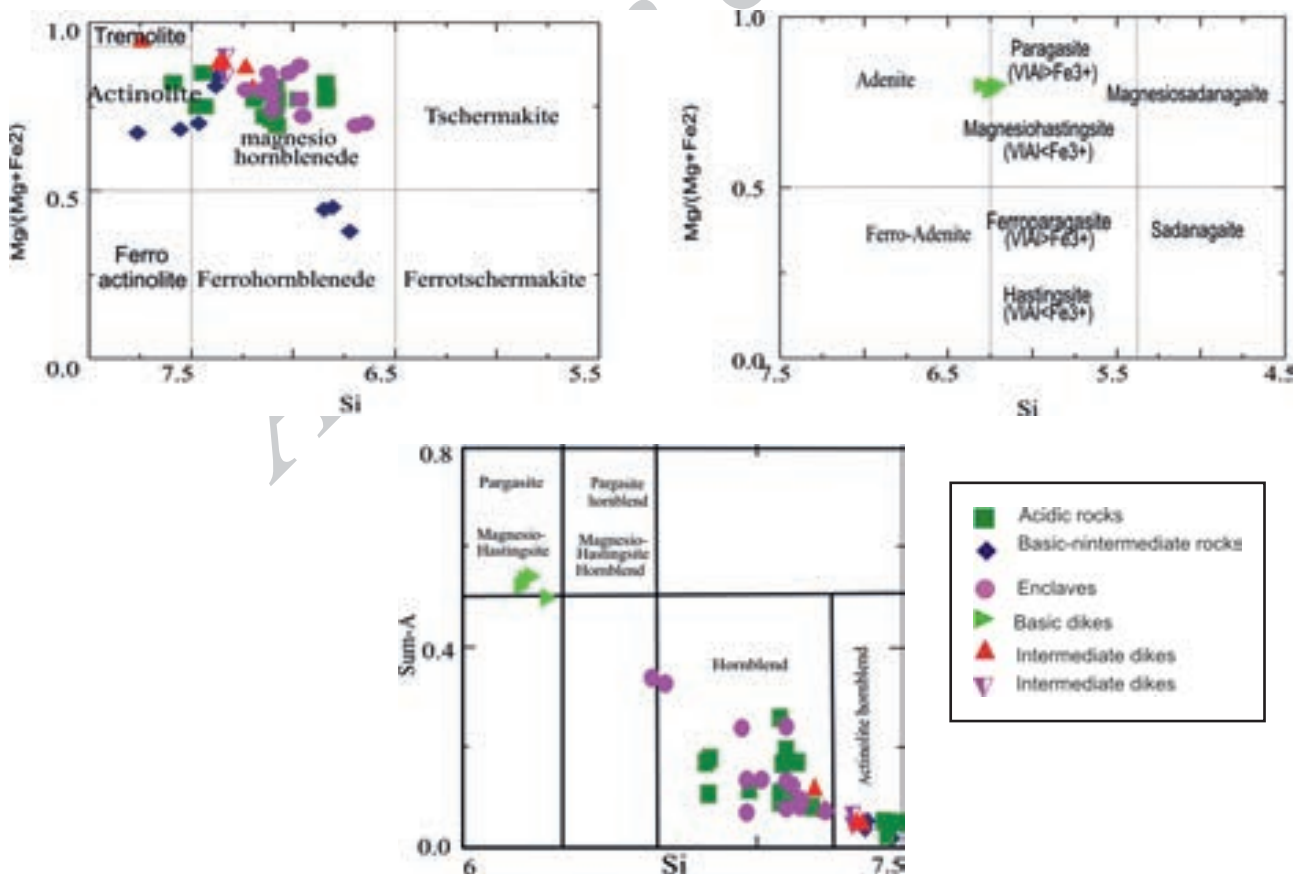 1.0
Tremolite
Actinolite
magnesio
hornblenede
Tschermakite
Mg/(Mg+Fe2)
0.5
Ferro
actinolite
Ferrohornblenede
Ferrotschermakite
0.0
7.5
6.5
5.5
Si
1.0
Adenite
Paragasite
(VIAl>Fe3+)
Magnesiosadanagaite
Magnesiohastingsite
(VIAl<Fe3+)
Mg/(Mg+Fe2)
0.5
Ferro-Adenite
Ferroparagasite
(VIAl>Fe3+)
Sadanagaite
Hastingsite
(VIAl<Fe3+)
0.0
7.5
6.5
5.5
4.5
Si
0.8
Pargasite
Pargasite
hornblend
Magnesio-
Hastingsite
Magnesio-
Hastingsite
Hornblend
Sum-A
0.4
Hornblend
Actinolite hornblend
0.0
6
Si
7.5
Acidic rocks
Basic-nintermediate rocks
Enclaves
Basic dikes
Intermediate dikes
Intermediate dikes